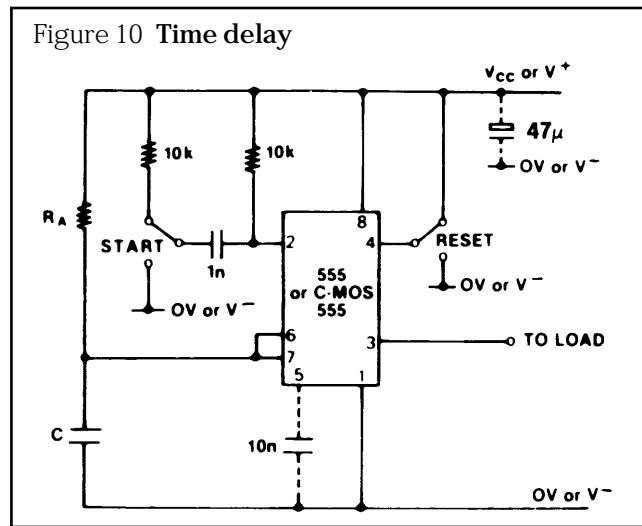 Figure 10 Time delay
VCC or V+
47μ
0V or V−
10k
10k
RA
START
1n
0V or V−
2
8
4
RESET
0V or V−
555
or C-MOS
555
6
7
3
TO LOAD
5
1
C
10n
0V or V−